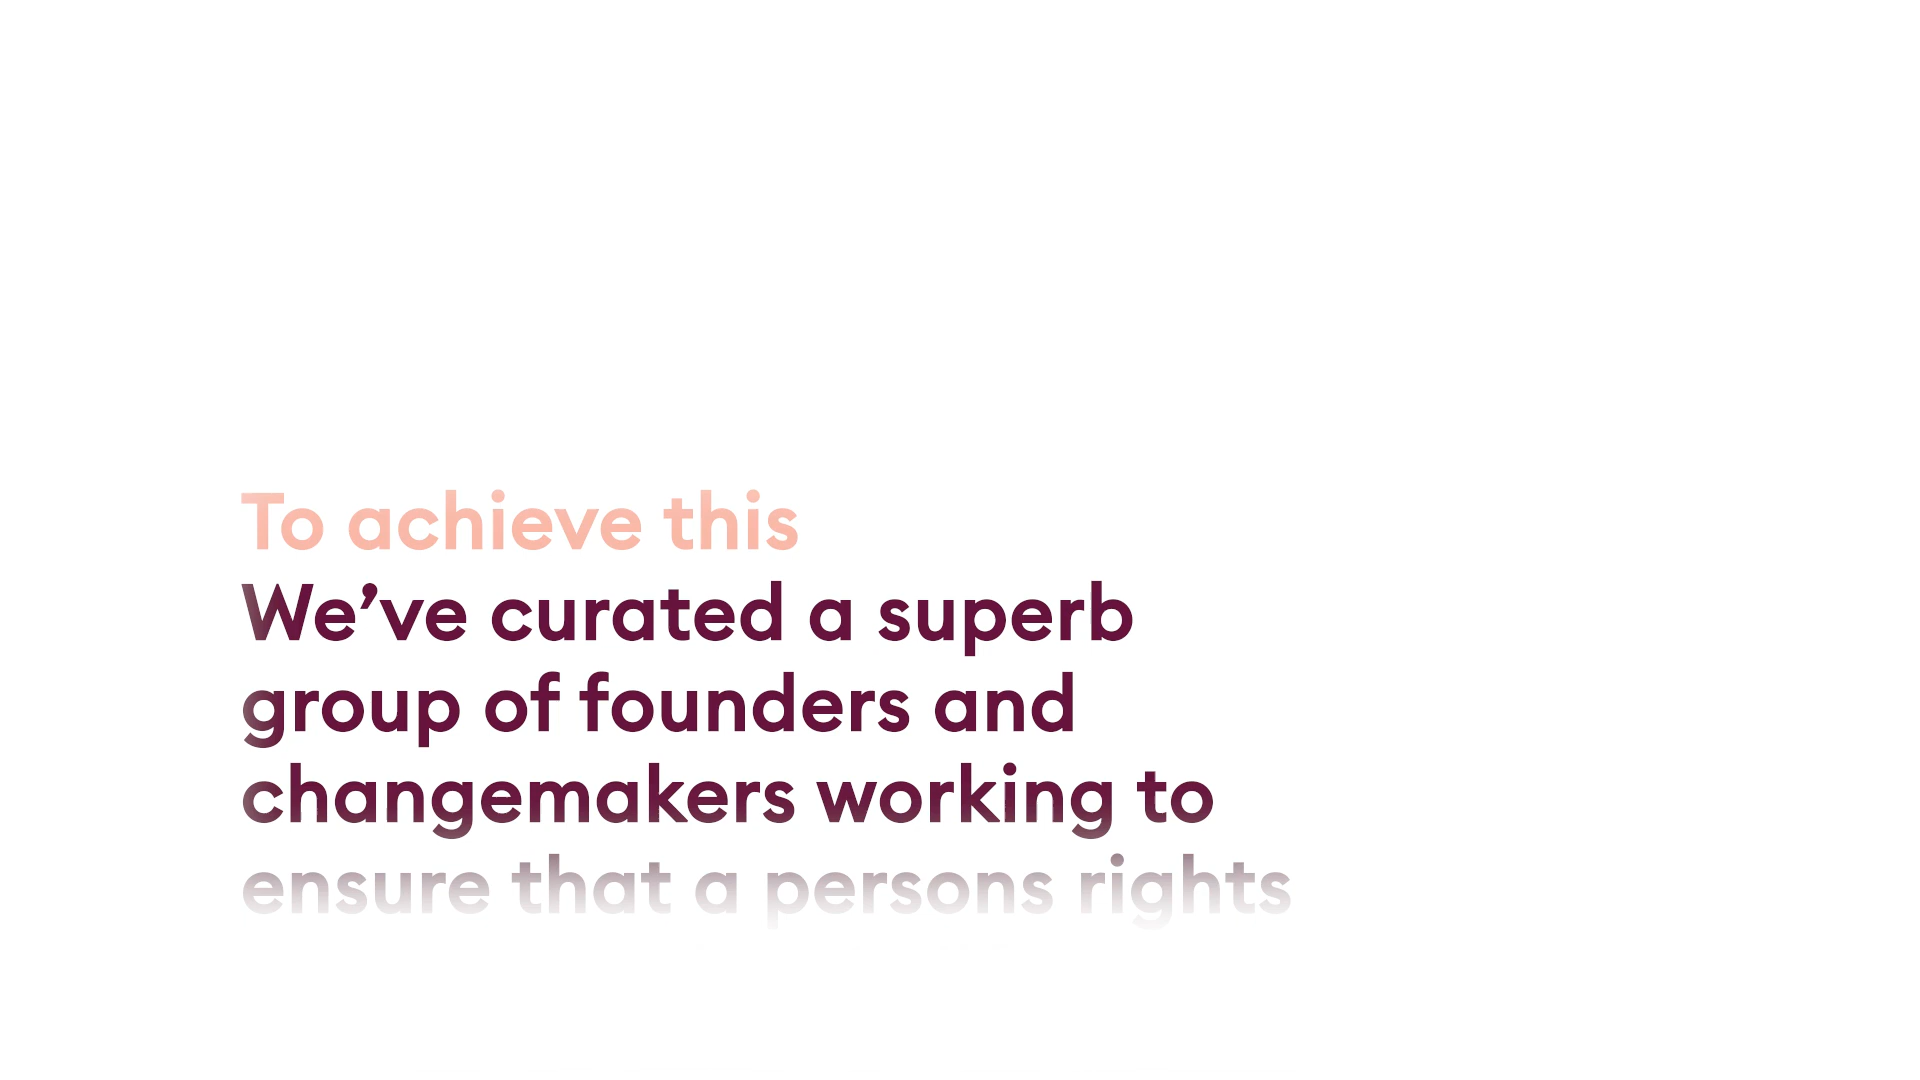 To achieve this
We’ve curated a superb
group of founders and
changemakers working to
ensure that a persons rights